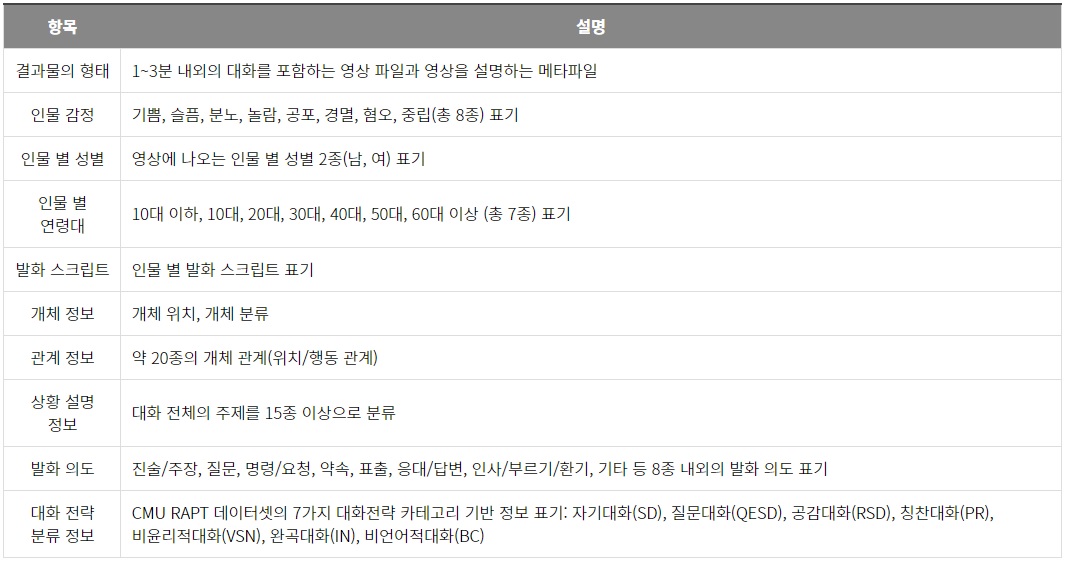 항목 설명
결과물의 형태 1~3분 내외의 대화를 포함하는 영상 파일과 영상을 설명하는 메타파일
인물 감정 기쁨, 슬픔, 분노, 놀람, 공포, 경멸, 혐오, 중립(총 8종) 표기
인물 별 성별 영상에 나오는 인물 별 성별 2종(남, 여) 표기
인물 별
연령대
10대 이하, 10대, 20대, 30대, 40대, 50대, 60대 이상 (총 7종) 표기
발화 스크립트 인물 별 발화 스크립트 표기
개체 정보 개체 위치, 개체 분류
관계 정보 약 20종의 개체 관계(위치/행동 관계)
상황 설명
정보
대화 전체의 주제를 15종 이상으로 분류
발화 의도 진술/주장, 질문, 명령/요청, 약속, 표출, 응대/답변, 인사/부르기/환기, 기타 등 8종 내외의 발화 의도 표기
대화 전략
분류 정보
CMU RAPT 데이터셋의 7가지 대화전략 카테고리 기반 정보 표기: 자기대화(SD), 질문대화(QESD), 공감대화(RSD), 칭찬대화(PR),
비윤리적대화(VSN), 완곡대화(IN), 비언어적대화(BC)